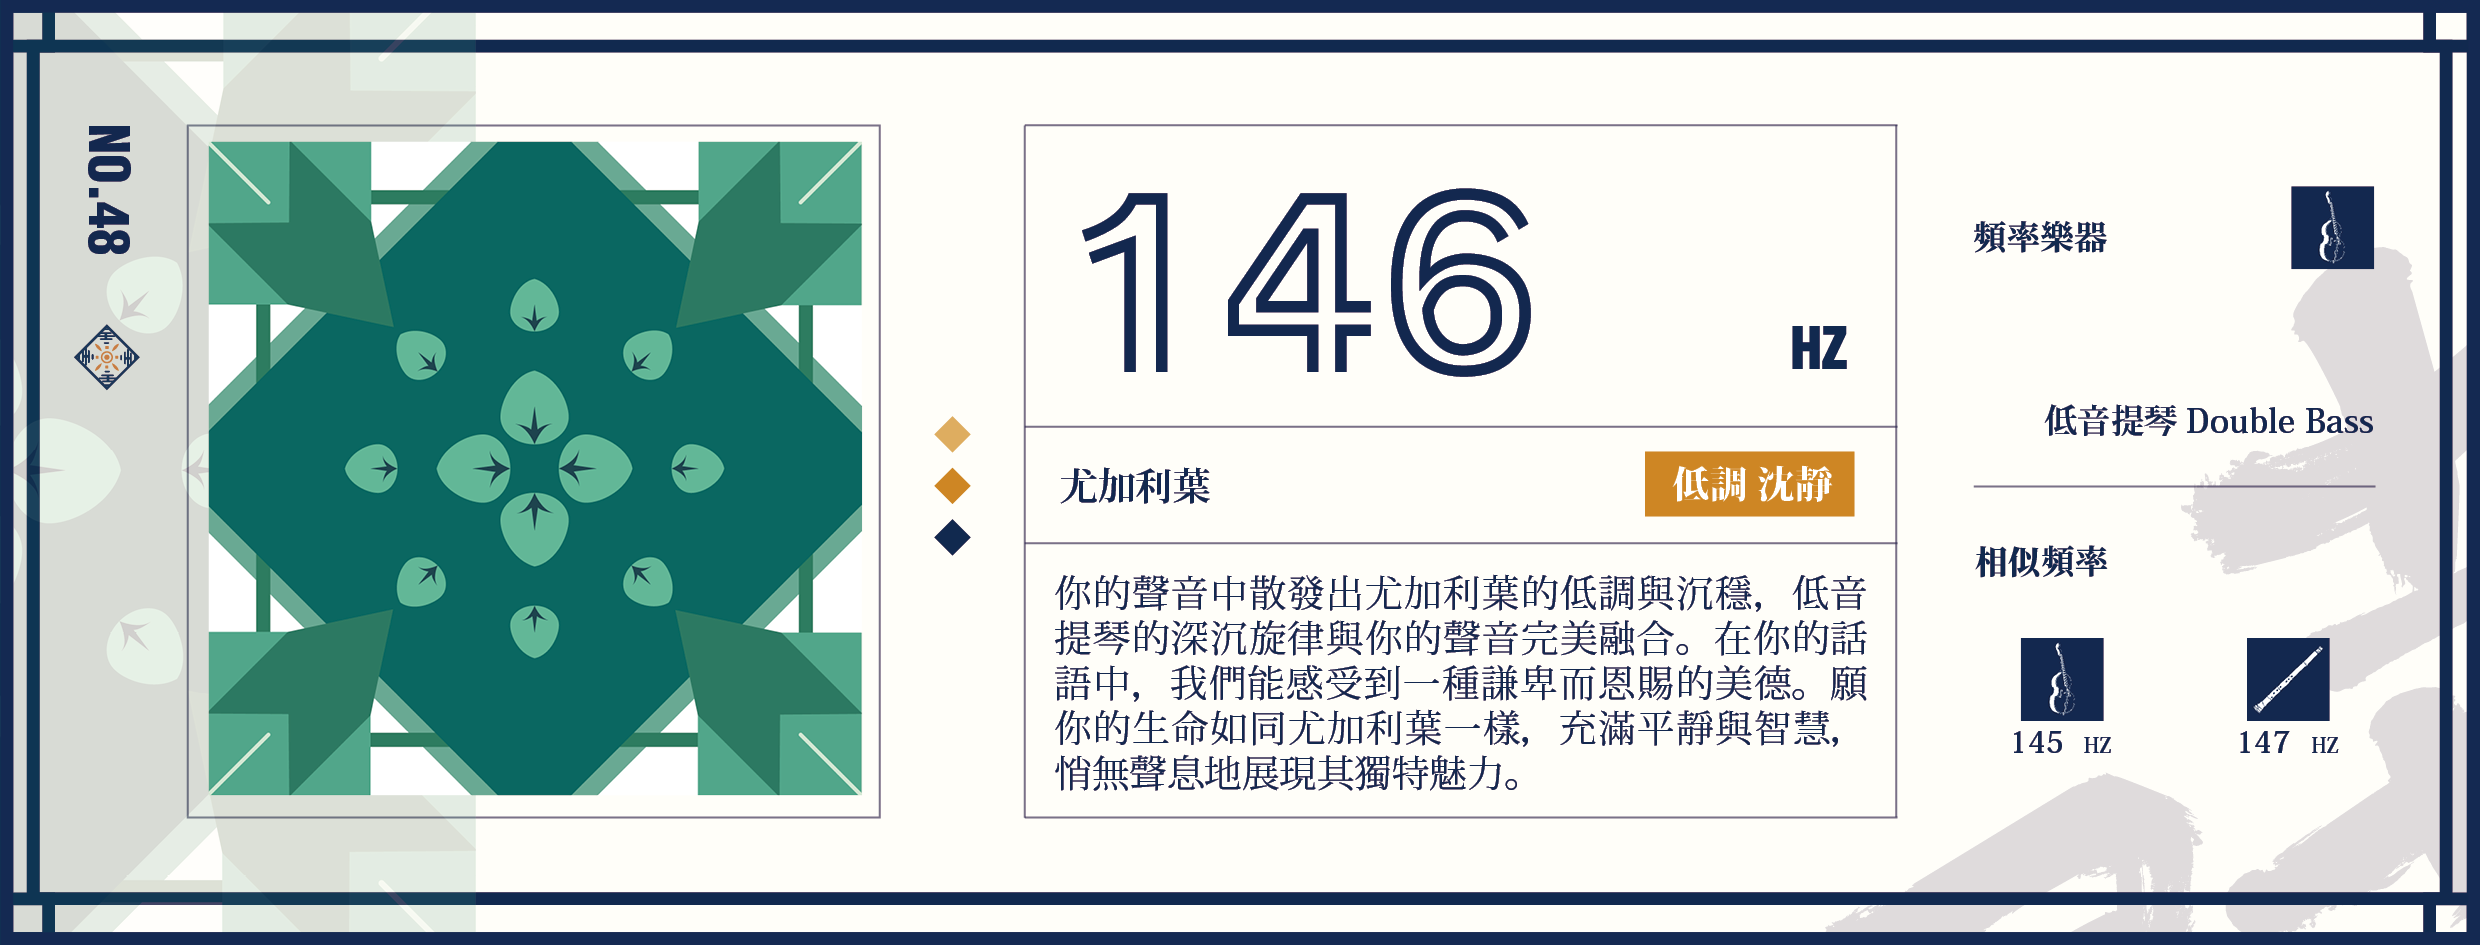 NO.48
146
HZ
尤加利葉
低調 沈靜
你的聲音中散發出尤加利葉的低調與沉穩，低音
提琴的深沉旋律與你的聲音完美融合。在你的話
語中，我們能感受到一種謙卑而恩賜的美德。願
你的生命如同尤加利葉一樣，充滿平靜與智慧，
悄無聲息地展現其獨特魅力。
頻率樂器
低音提琴 Double Bass
相似頻率
145 HZ
147 HZ